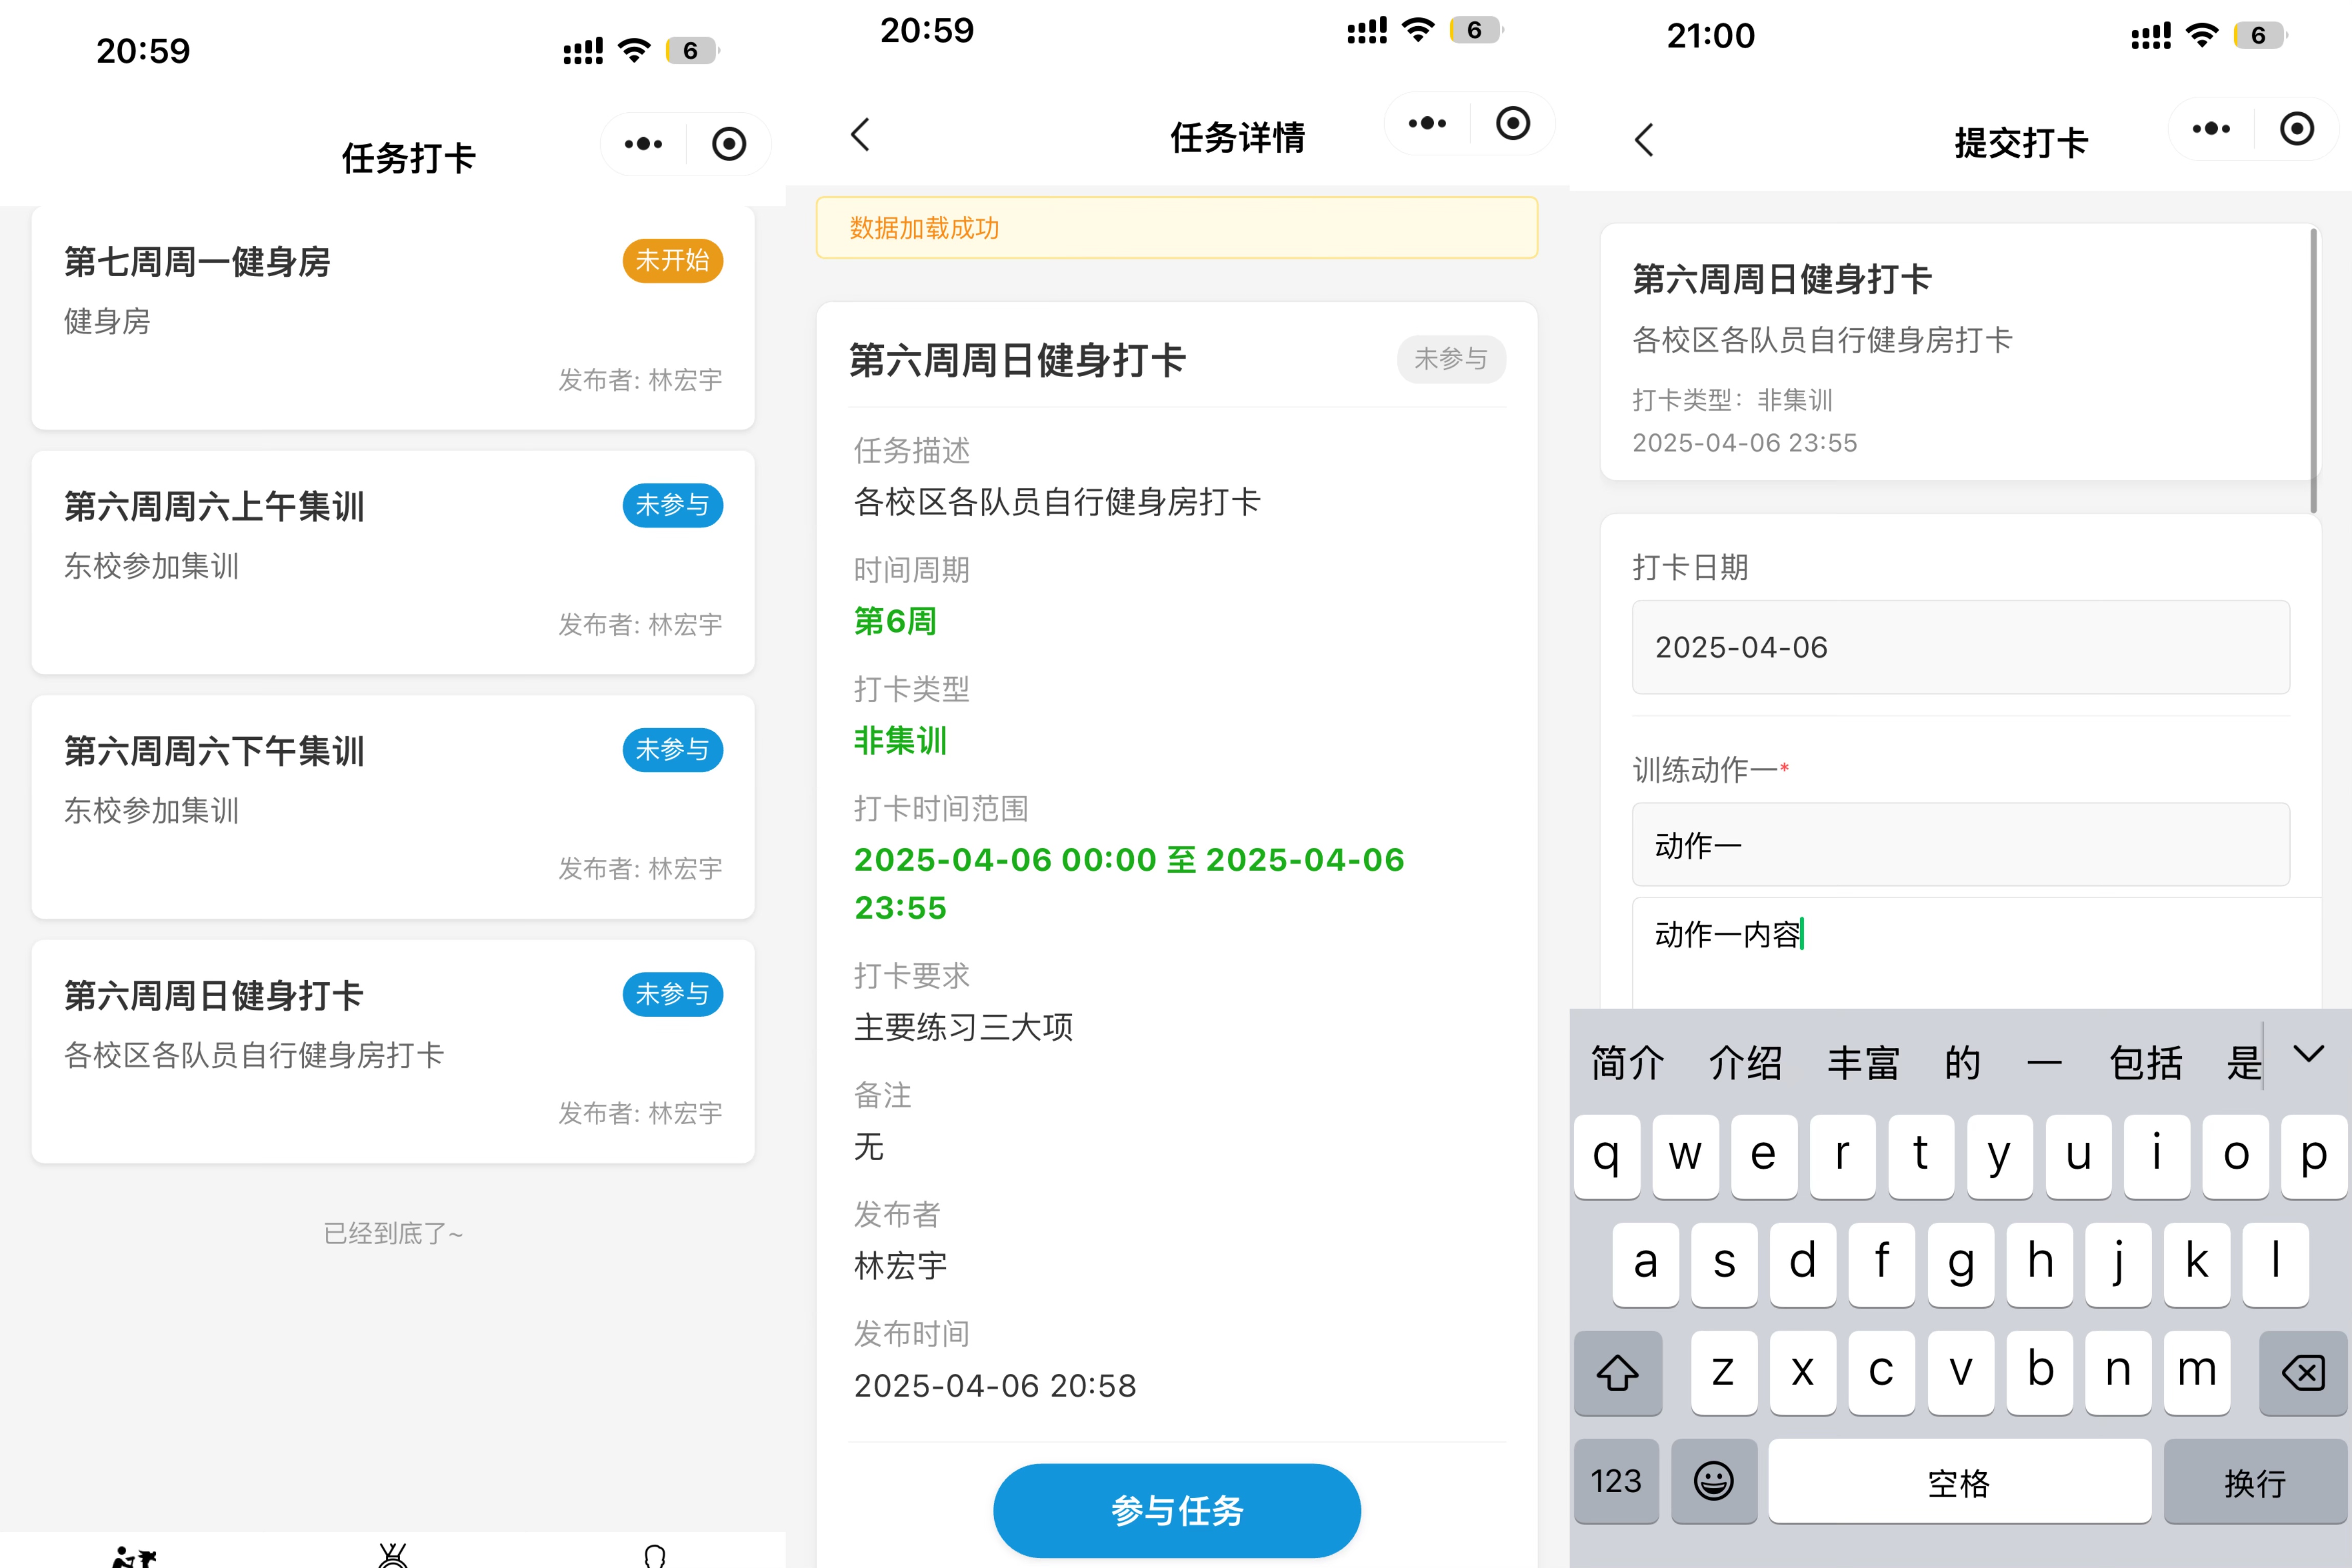 20:59
6
任务打卡
第七周周一健身房
未开始
健身房
发布者: 林宏宇
第六周周六上午集训
未参与
东校参加集训
发布者: 林宏宇
第六周周六下午集训
未参与
东校参加集训
发布者: 林宏宇
第六周周日健身打卡
未参与
各校区各队员自行健身房打卡
发布者: 林宏宇
已经到底了~
20:59
6
任务详情
数据加载成功
第六周周日健身打卡
未参与
任务描述
各校区各队员自行健身房打卡
时间周期
第6周
打卡类型
非集训
打卡时间范围
2025-04-06 00:00 至 2025-04-06
23:55
打卡要求
主要练习三大项
备注
无
发布者
林宏宇
发布时间
2025-04-06 20:58
参与任务
21:00
6
提交打卡
第六周周日健身打卡
各校区各队员自行健身房打卡
打卡类型：非集训
2025-04-06 23:55
打卡日期
2025-04-06
训练动作一*
动作一
动作一内容
简介 介绍 丰富 的 一 包括 是
q w e r t y u i o p
a s d f g h j k l
z x c v b n m
123 空格 换行